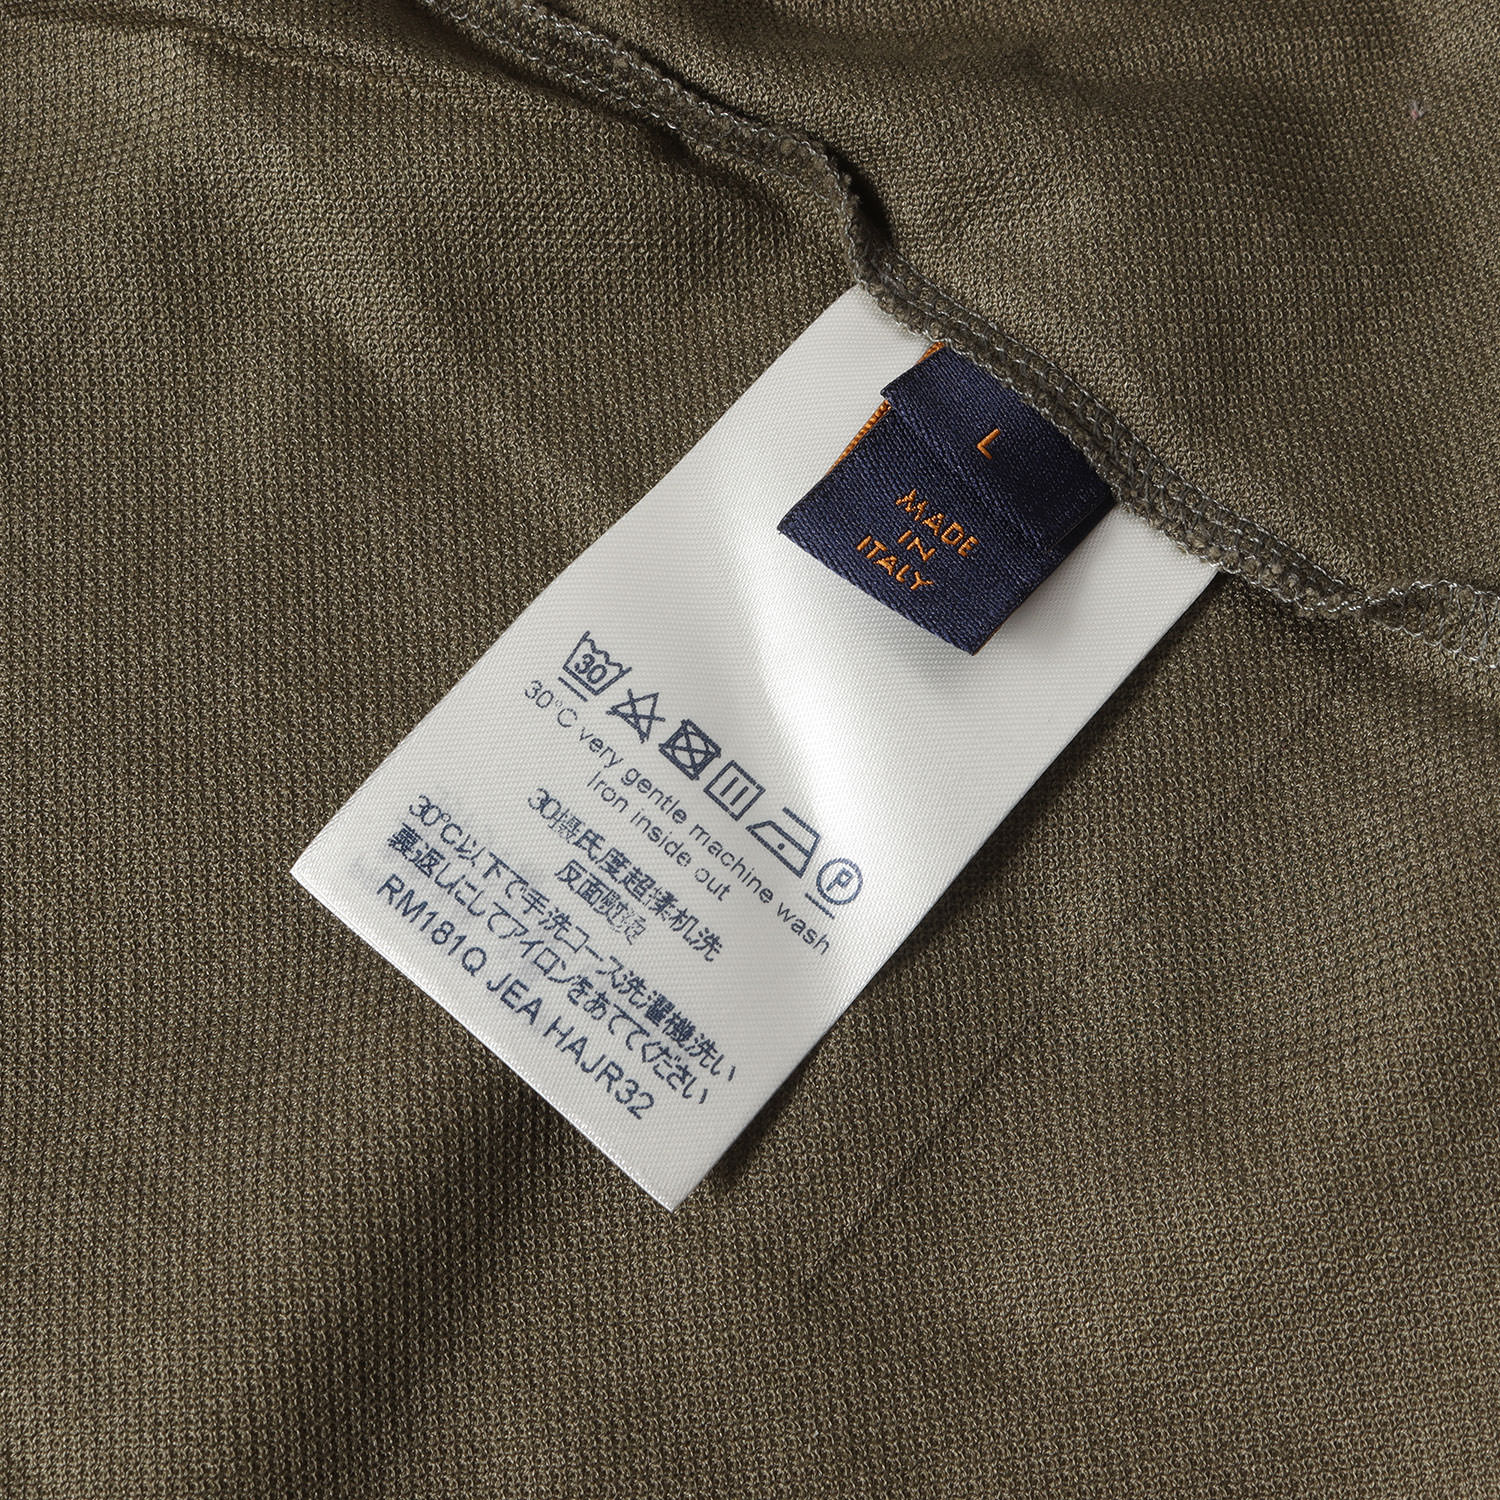 L
MADE
IN
ITALY
30
P
30°C very gentle machine wash
Iron inside out
30摄氏度超柔机洗
反面熨烫
30℃以下で手洗コース洗濯機洗い
裏返しにしてアイロンをあててください
RM181Q JEA HAJR32